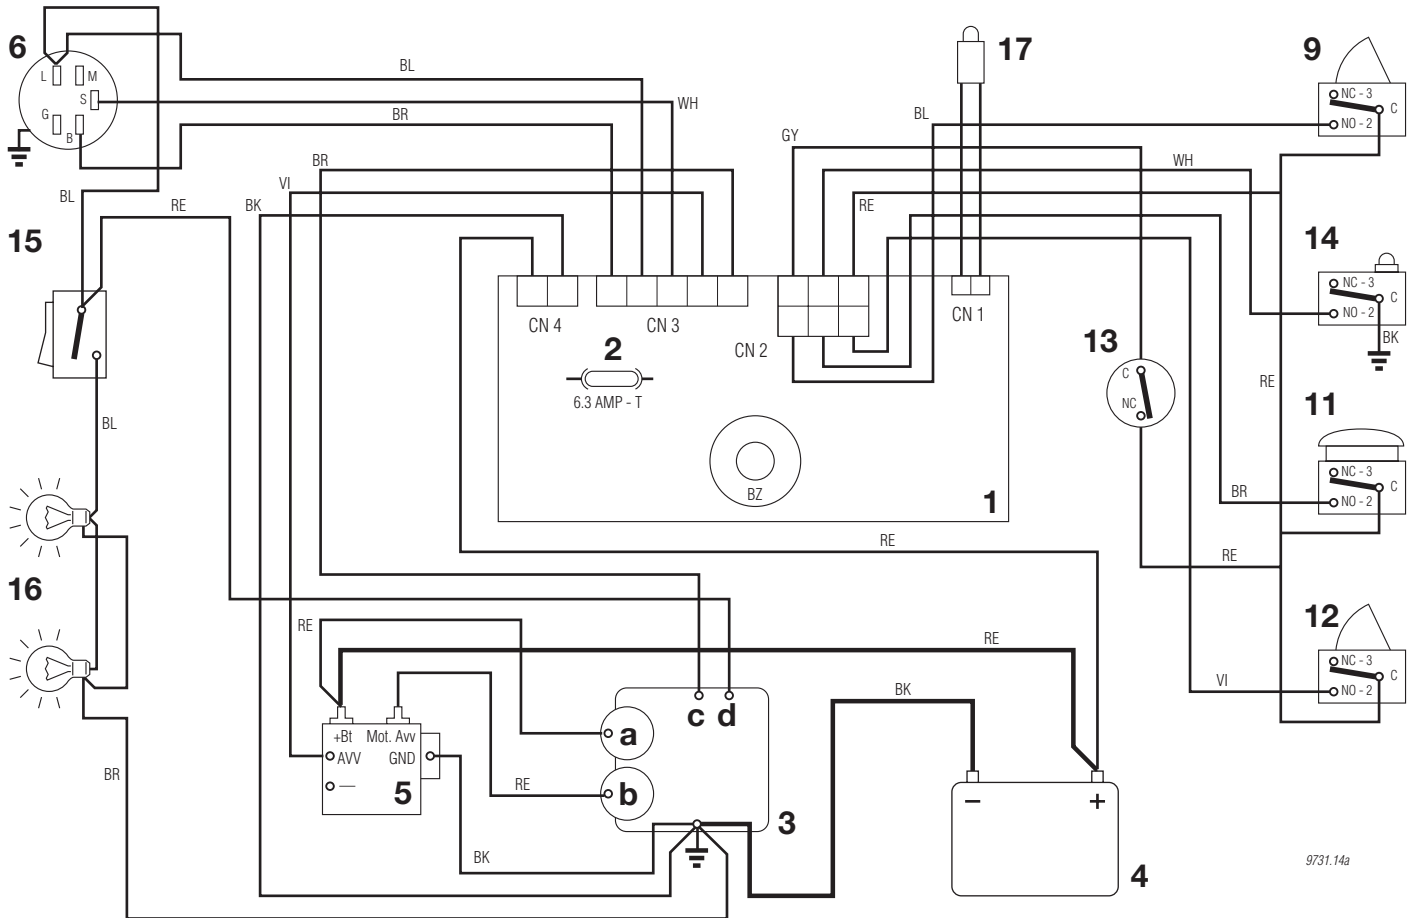 6
L
M
S
G
B
BL
WH
BR
BR
VI
BK
BL
RE
15
BL
16
BR
17
GY
BL
WH
RE
CN 4
CN 3
CN 2
CN 1
2
6.3 AMP - T
BZ
1
9
NC - 3
C
NO - 2
14
NC - 3
C
NO - 2
BK
13
C
NC
RE
11
NC - 3
C
NO - 2
BR
RE
12
NC - 3
C
NO - 2
VI
RE
RE
RE
+Bt
Mot. Avv
AVV
GND
—
5
RE
BK
a
b
c d
3
BK
−
+
4
9731.14a